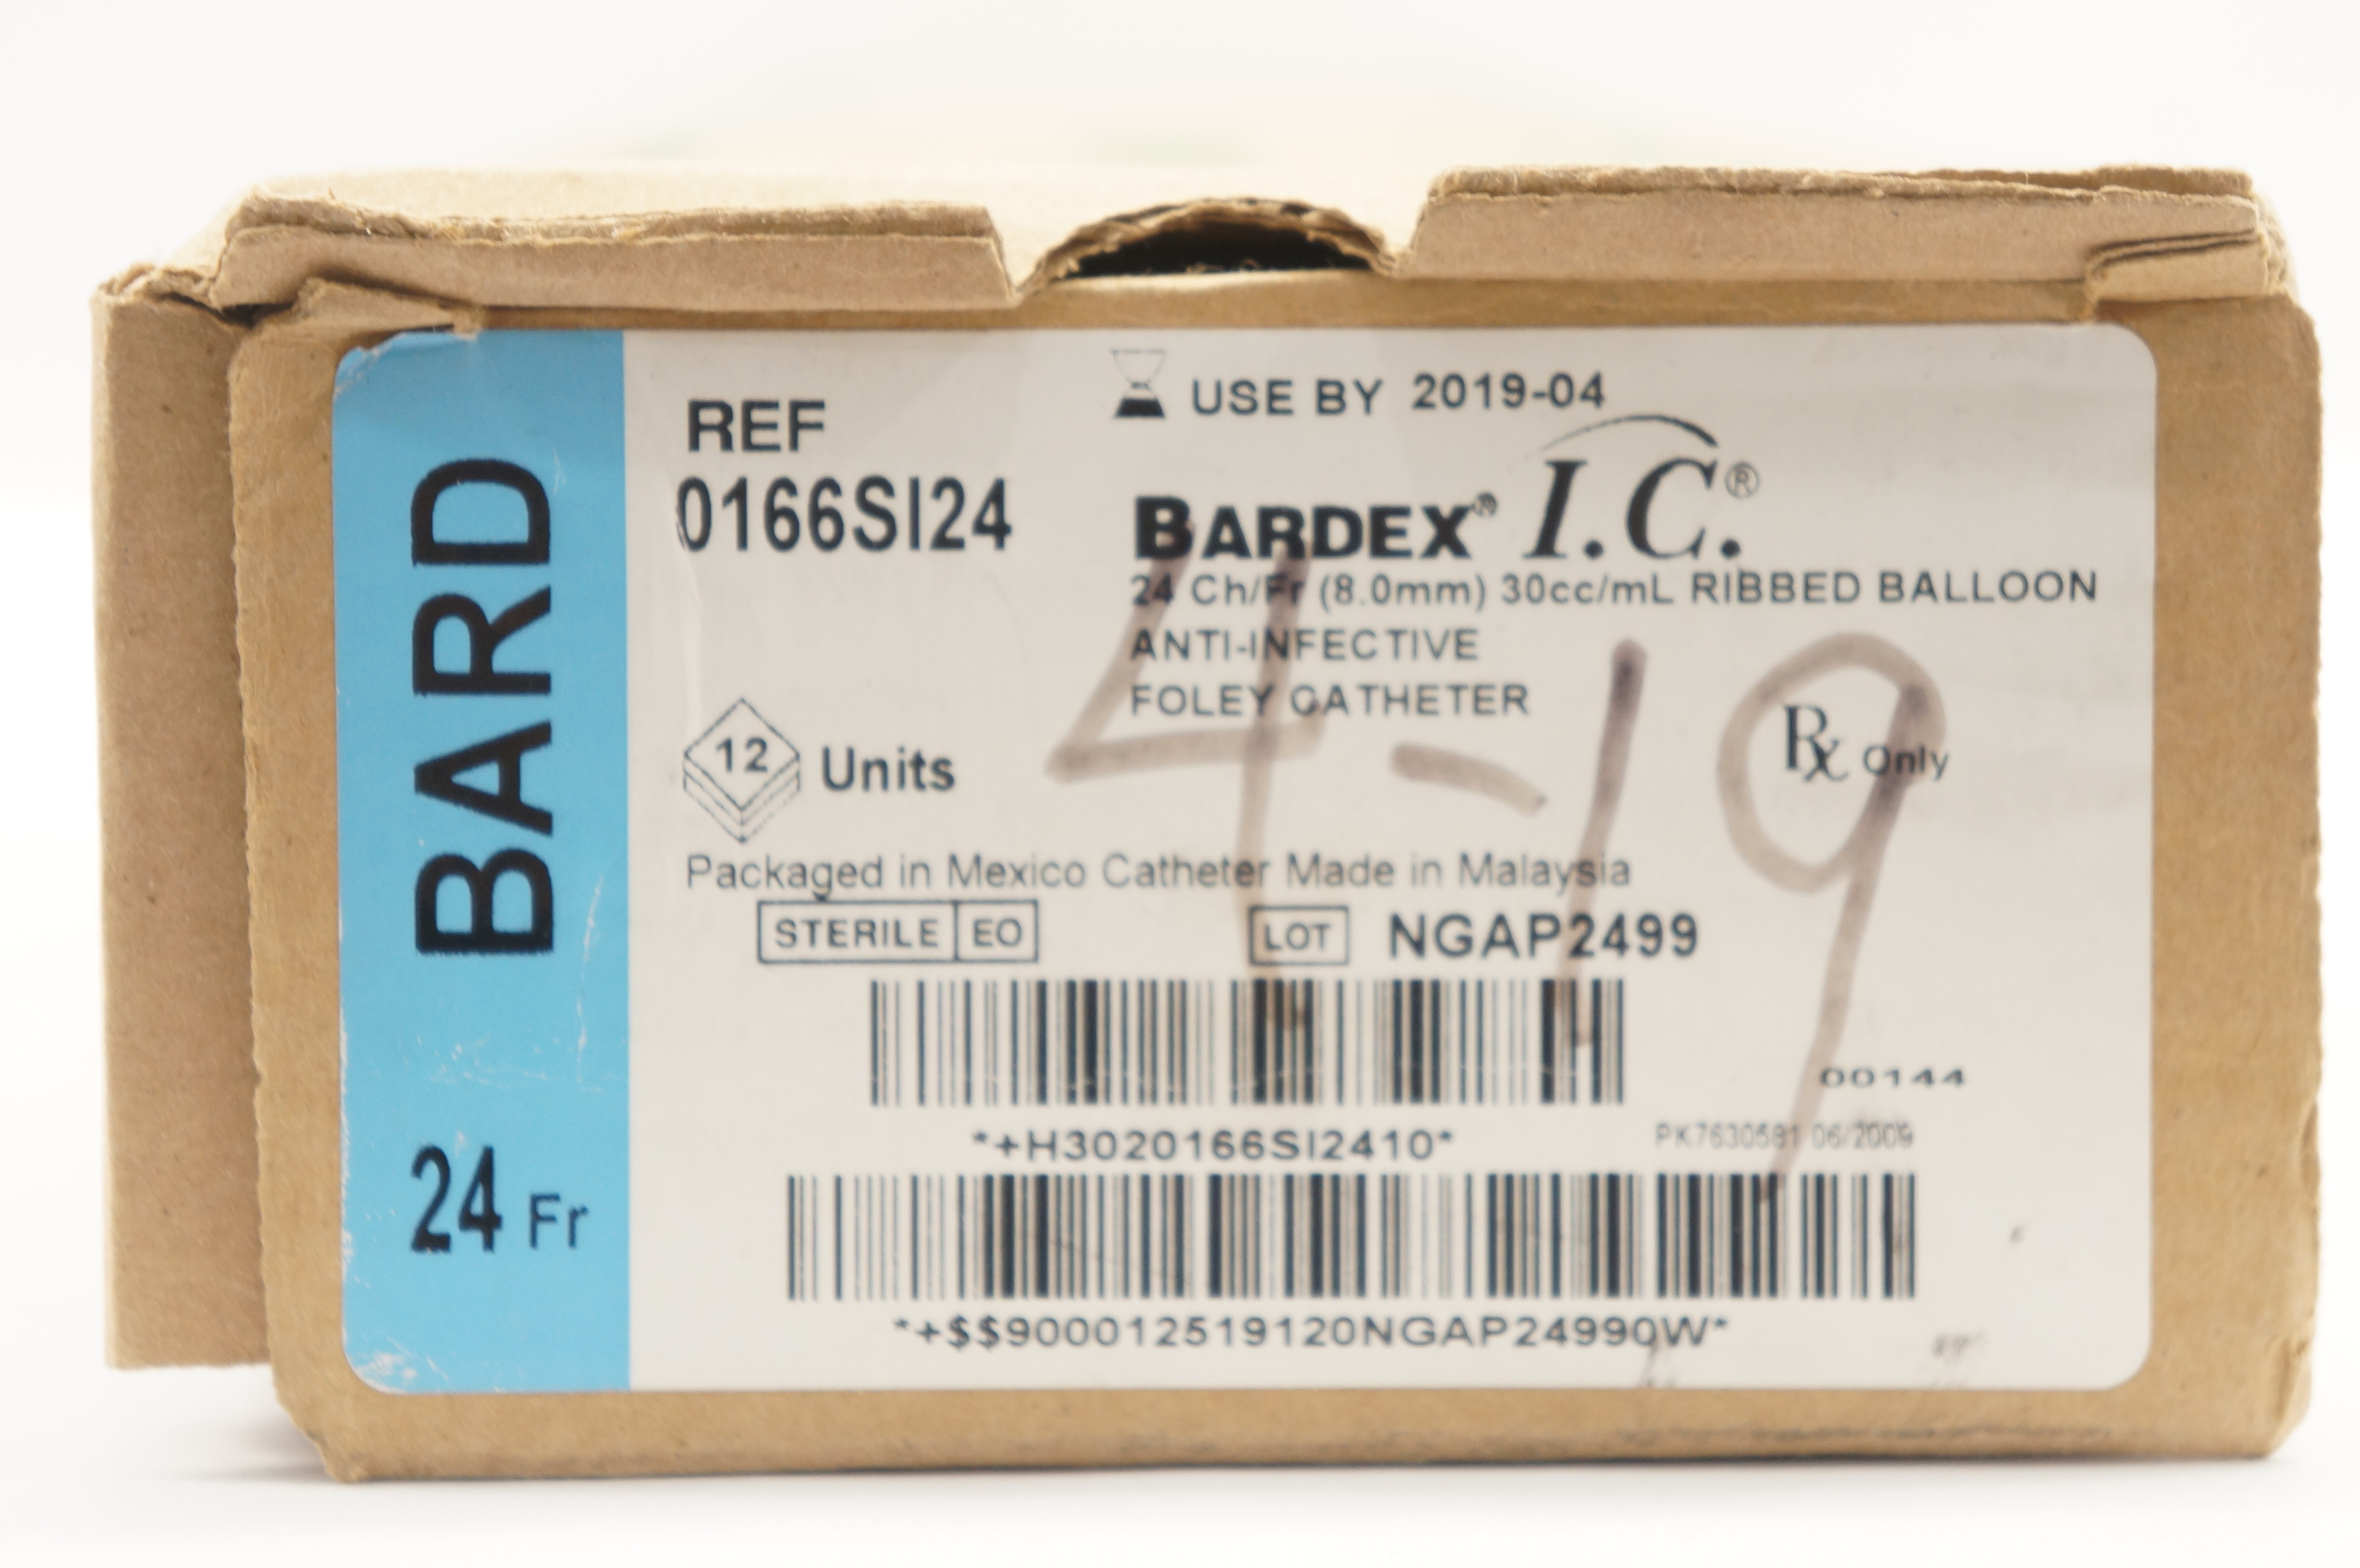 BARD
24 Fr
USE BY 2019-04
REF
0166SI24
BARDEX® I.C.®
24 Ch/Fr (8.0mm) 30cc/mL RIBBED BALLOON
ANTI-INFECTIVE
FOLEY CATHETER
4-19
12 Units
Rx Only
Packaged in Mexico Catheter Made in Malaysia
STERILE EO
LOT NGAP2499
00144
*+H3020166SI2410*
PK7630581 06/2009
*+$$900012519120NGAP24990W*